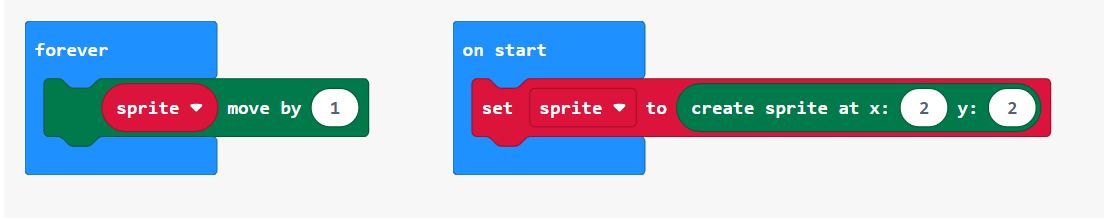 forever
sprite move by 1
on start
set sprite to create sprite at x: 2 y: 2